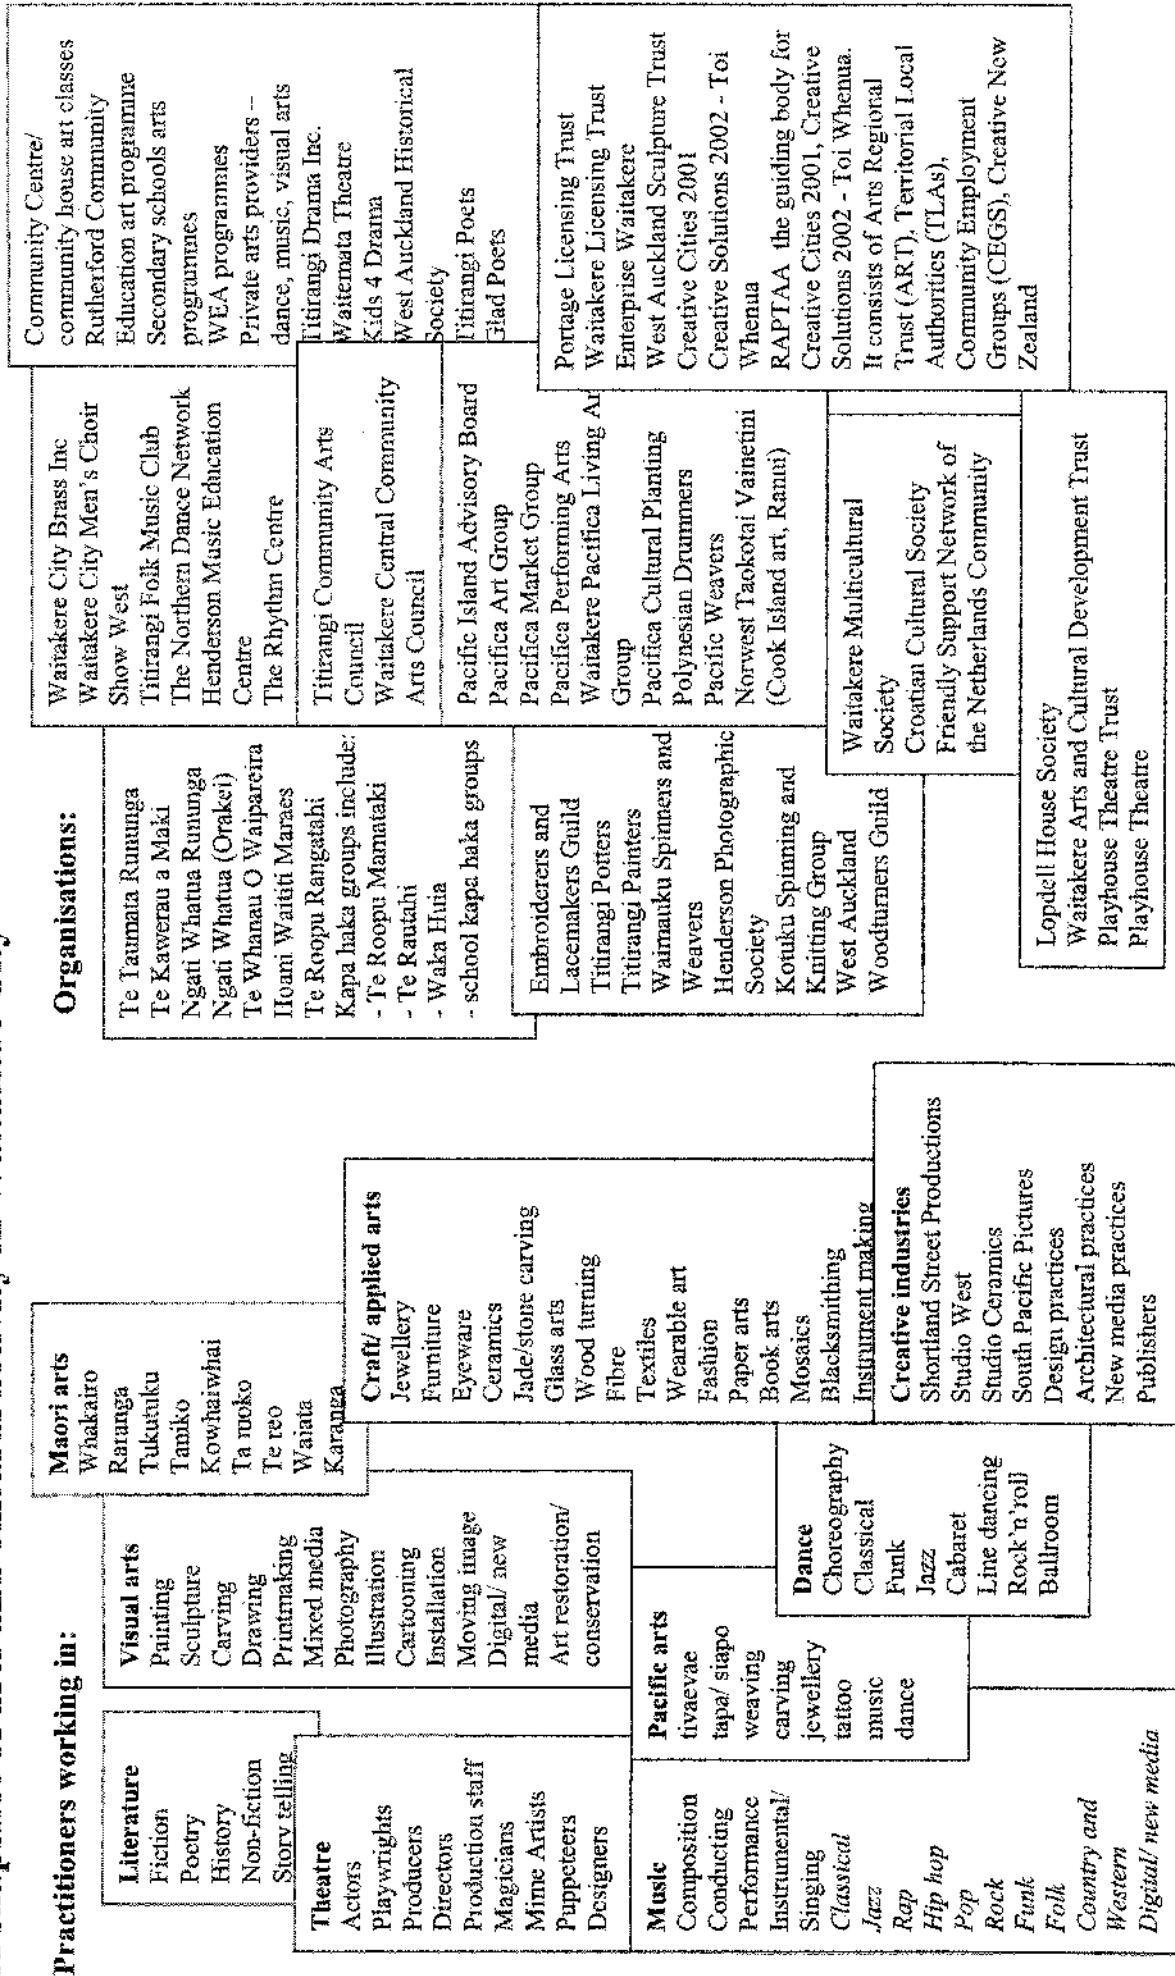 Practitioners working in:
Literature
Fiction
Poetry
History
Non-fiction
Story telling
Theatre
Actors
Playwrights
Producers
Directors
Production staff
Magicians
Mime Artists
Puppeteers
Designers
Music
Composition
Conducting
Performance
Instrumental/
Singing
Classical
Jazz
Rap
Hip hop
Pop
Rock
Funk
Folk
Country and
Western
Digital/ new media
Visual arts
Painting
Sculpture
Carving
Drawing
Printmaking
Mixed media
Photography
Illustration
Cartooning
Installation
Moving image
Digital/ new
media
Art restoration/
conservation
Pacific arts
tivaevae
tapa/ siapo
weaving
carving
jewellery
tattoo
music
dance
Maori arts
Whakairo
Raranga
Tukutuku
Taniko
Kowhaiwhai
Ta moko
Te reo
Waiata
Karanga
Dance
Choreography
Classical
Funk
Jazz
Cabaret
Line dancing
Rock'n'roll
Ballroom
Craft/ applied arts
Jewellery
Furniture
Eyeware
Ceramics
Jade/stone carving
Glass arts
Wood turning
Fibre
Textiles
Wearable art
Fashion
Paper arts
Book arts
Mosaics
Blacksmithing
Instrument making
Creative industries
Shortland Street Productions
Studio West
Studio Ceramics
South Pacific Pictures
Design practices
Architectural practices
New media practices
Publishers
Organisations:
Te Taumata Rununga
Te Kawerau a Maki
Ngati Whatua Rununga
Ngati Whatua (Orakei)
Te Whanau O Waipareira
Hoani Waititi Maraes
Te Roopu Rangatahi
Kapa haka groups include:
- Te Roopu Mamataki
- Te Rautahi
- Waka Huia
- school kapa haka groups
Embroiderers and
Lacemakers Guild
Titirangi Potters
Titirangi Painters
Waimauku Spinners and
Weavers
Henderson Photographic
Society
Kotuku Spinning and
Knitting Group
West Auckland
Woodturners Guild
Lopdell House Society
Waitakere Arts and Cultural Development Trust
Playhouse Theatre Trust
Playhouse Theatre
Waitakere City Brass Inc
Waitakere City Men's Choir
Show West
Titirangi Folk Music Club
The Northern Dance Network
Henderson Music Education
Centre
The Rhythm Centre
Titirangi Community Arts
Council
Waitakere Central Community
Arts Council
Pacific Island Advisory Board
Pacifica Art Group
Pacifica Market Group
Pacifica Performing Arts
Waitakere Pacifica Living Ar
Group
Pacifica Cultural Planting
Polynesian Drummers
Pacific Weavers
Norwest Taokotai Vainetini
(Cook Island art, Ranui)
Waitakere Multicultural
Society
Croatian Cultural Society
Friendly Support Network of
the Netherlands Community
Community Centre/
community house art classes
Rutherford Community
Education art programme
Secondary schools arts
programmes
WEA programmes
Private arts providers --
dance, music, visual arts
Titirangi Drama Inc.
Waitemata Theatre
Kids 4 Drama
West Auckland Historical
Society
Titirangi Poets
Glad Poets
Portage Licensing Trust
Waitakere Licensing Trust
Enterprise Waitakere
West Auckland Sculpture Trust
Creative Cities 2001
Creative Solutions 2002 - Toi
Whenua
RAPTAA the guiding body for
Creative Cities 2001, Creative
Solutions 2002 - Toi Whenua.
It consists of Arts Regional
Trust (ART), Territorial Local
Authorities (TLAs),
Community Employment
Groups (CEGS), Creative New
Zealand